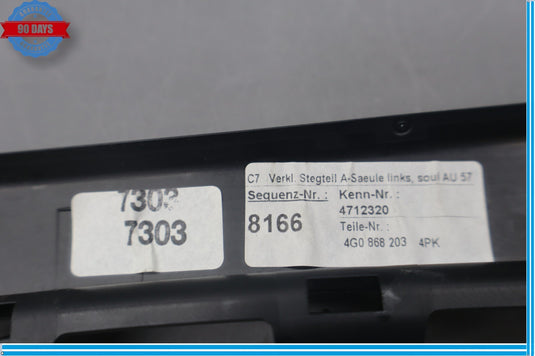 90 DAYS
7303
7303
C7 Verkl. Stegteil A-Saeule links, soul AU 57
Sequenz-Nr. : Kenn-Nr. :
8166 4712320
Teile-Nr. :
4G0 868 203 4PK